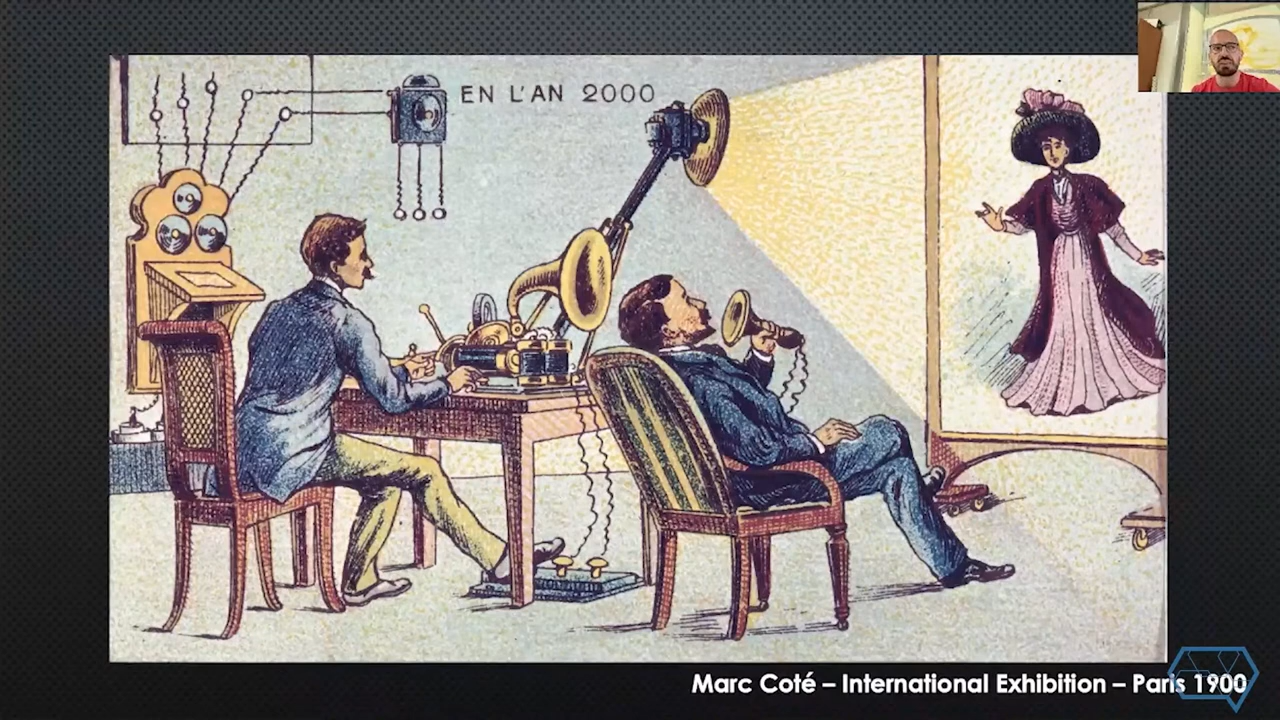 EN L'AN 2000
Marc Coté – International Exhibition – Paris 1900